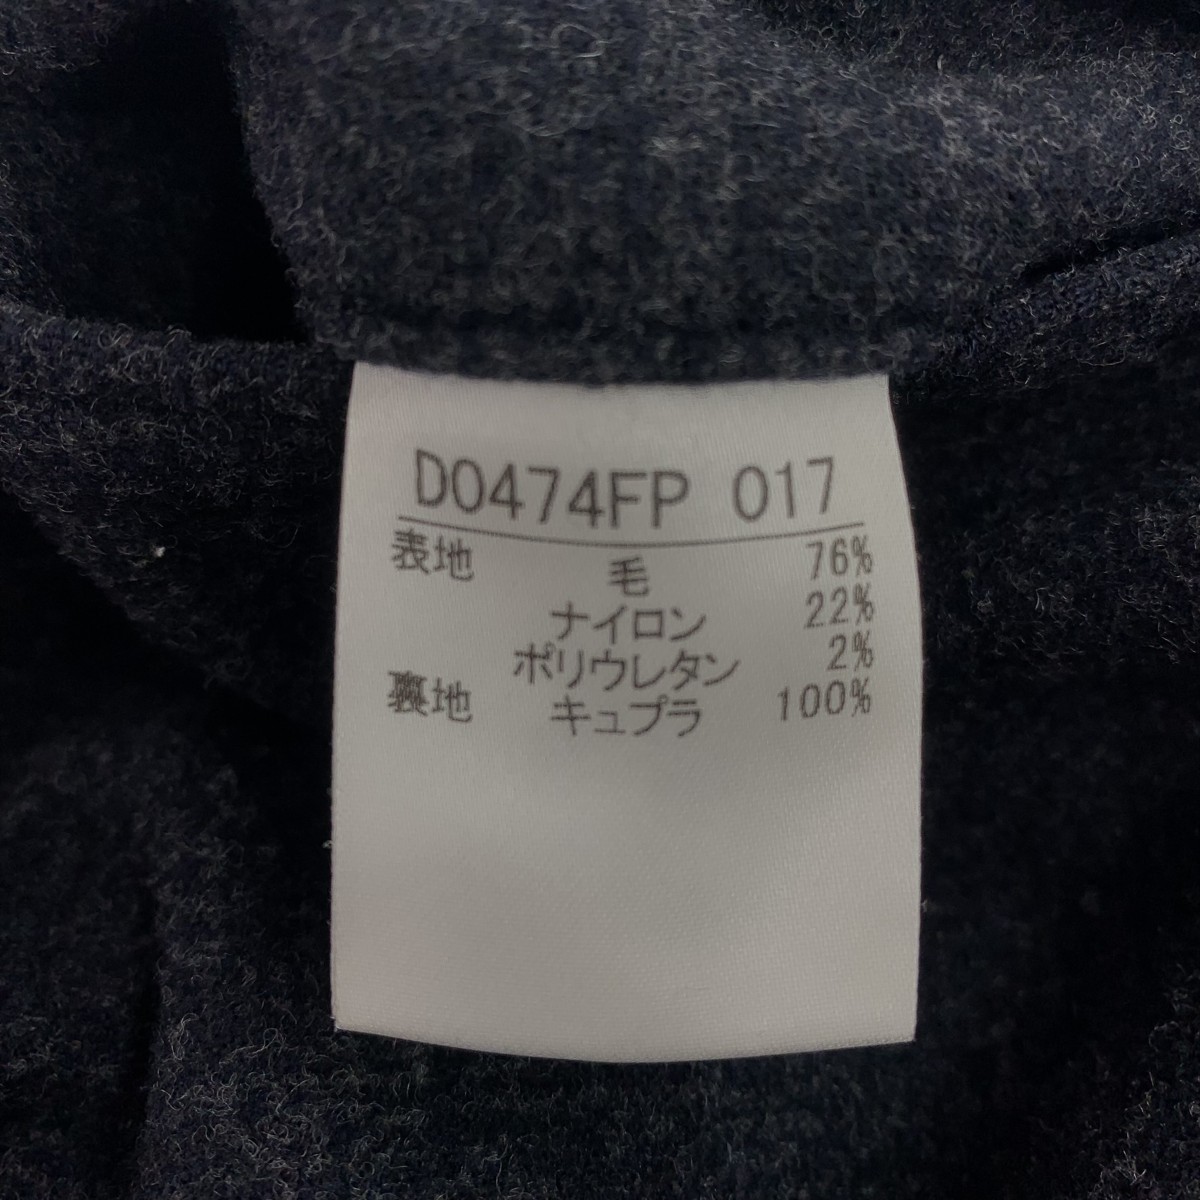 D0474FP 017
表地 毛 76%
ナイロン 22%
ポリウレタン 2%
裏地 キュプラ 100%